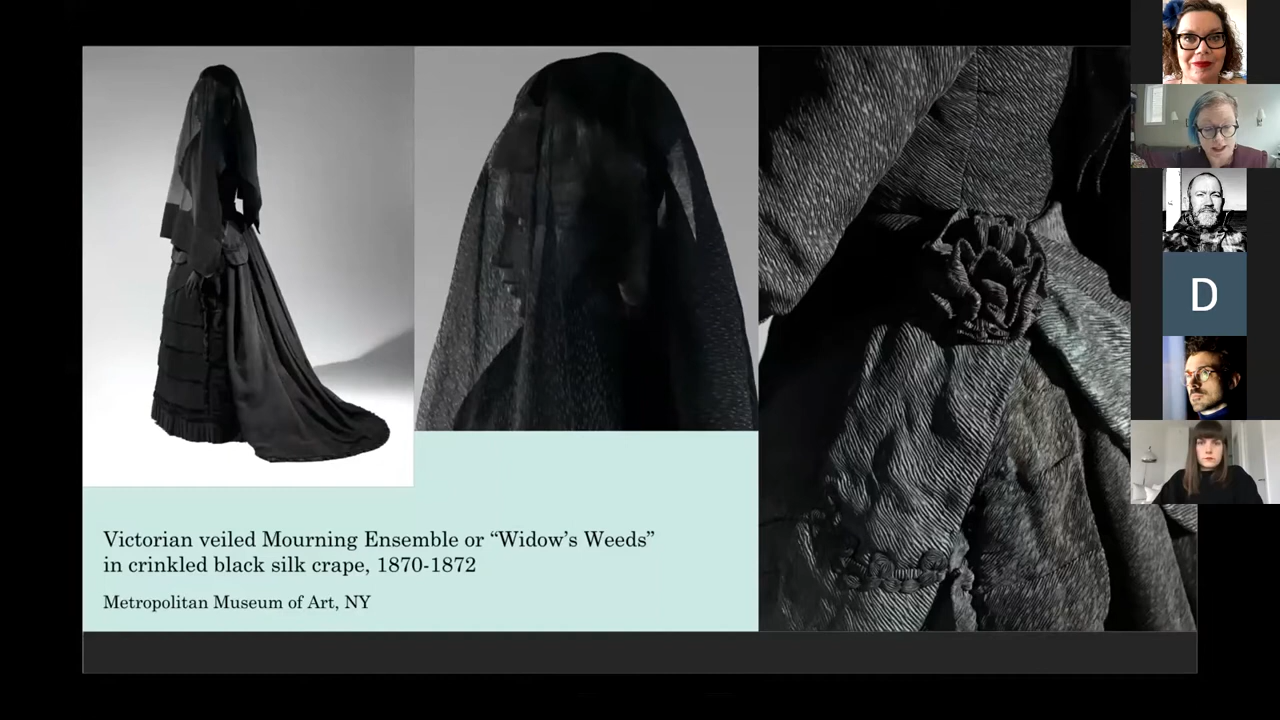 Victorian veiled Mourning Ensemble or “Widow’s Weeds”
in crinkled black silk crape, 1870-1872
Metropolitan Museum of Art, NY
D